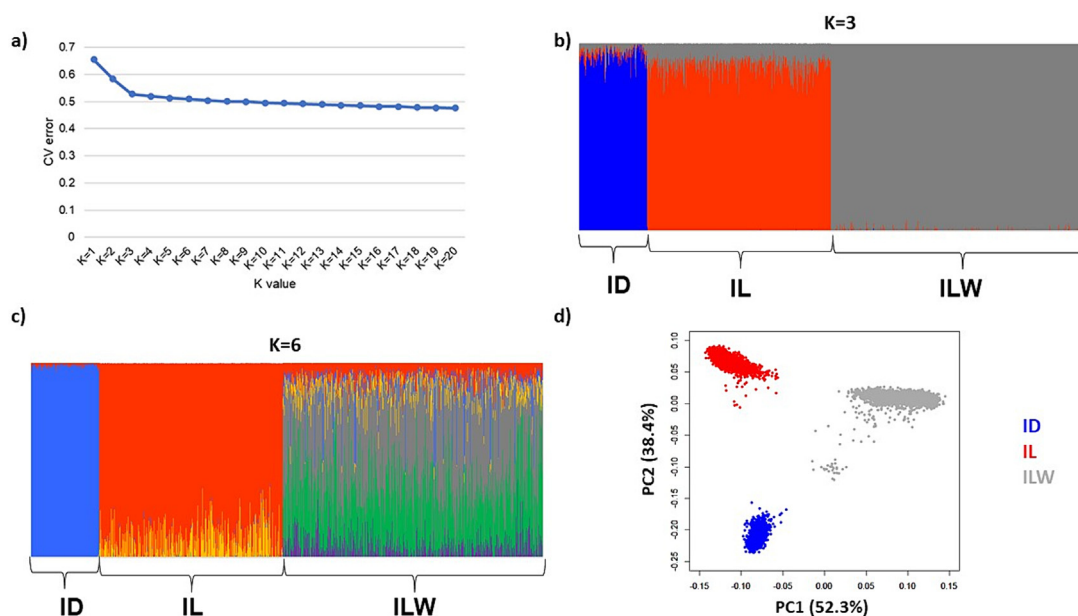 a)
0.7
0.6
0.5
0.4
0.3
0.2
0.1
0
CV error
K=1 K=2 K=3 K=4 K=5 K=6 K=7 K=8 K=9 K=10 K=11 K=12 K=13 K=14 K=15 K=16 K=17 K=18 K=19 K=20
K value
b)
K=3
ID IL ILW
c)
K=6
ID IL ILW
d)
0.10
0.05
0.00
-0.05
-0.10
-0.15
-0.20
-0.25
PC2 (38.4%)
-0.15 -0.10 -0.05 0.00 0.05 0.10 0.15
PC1 (52.3%)
ID
IL
ILW